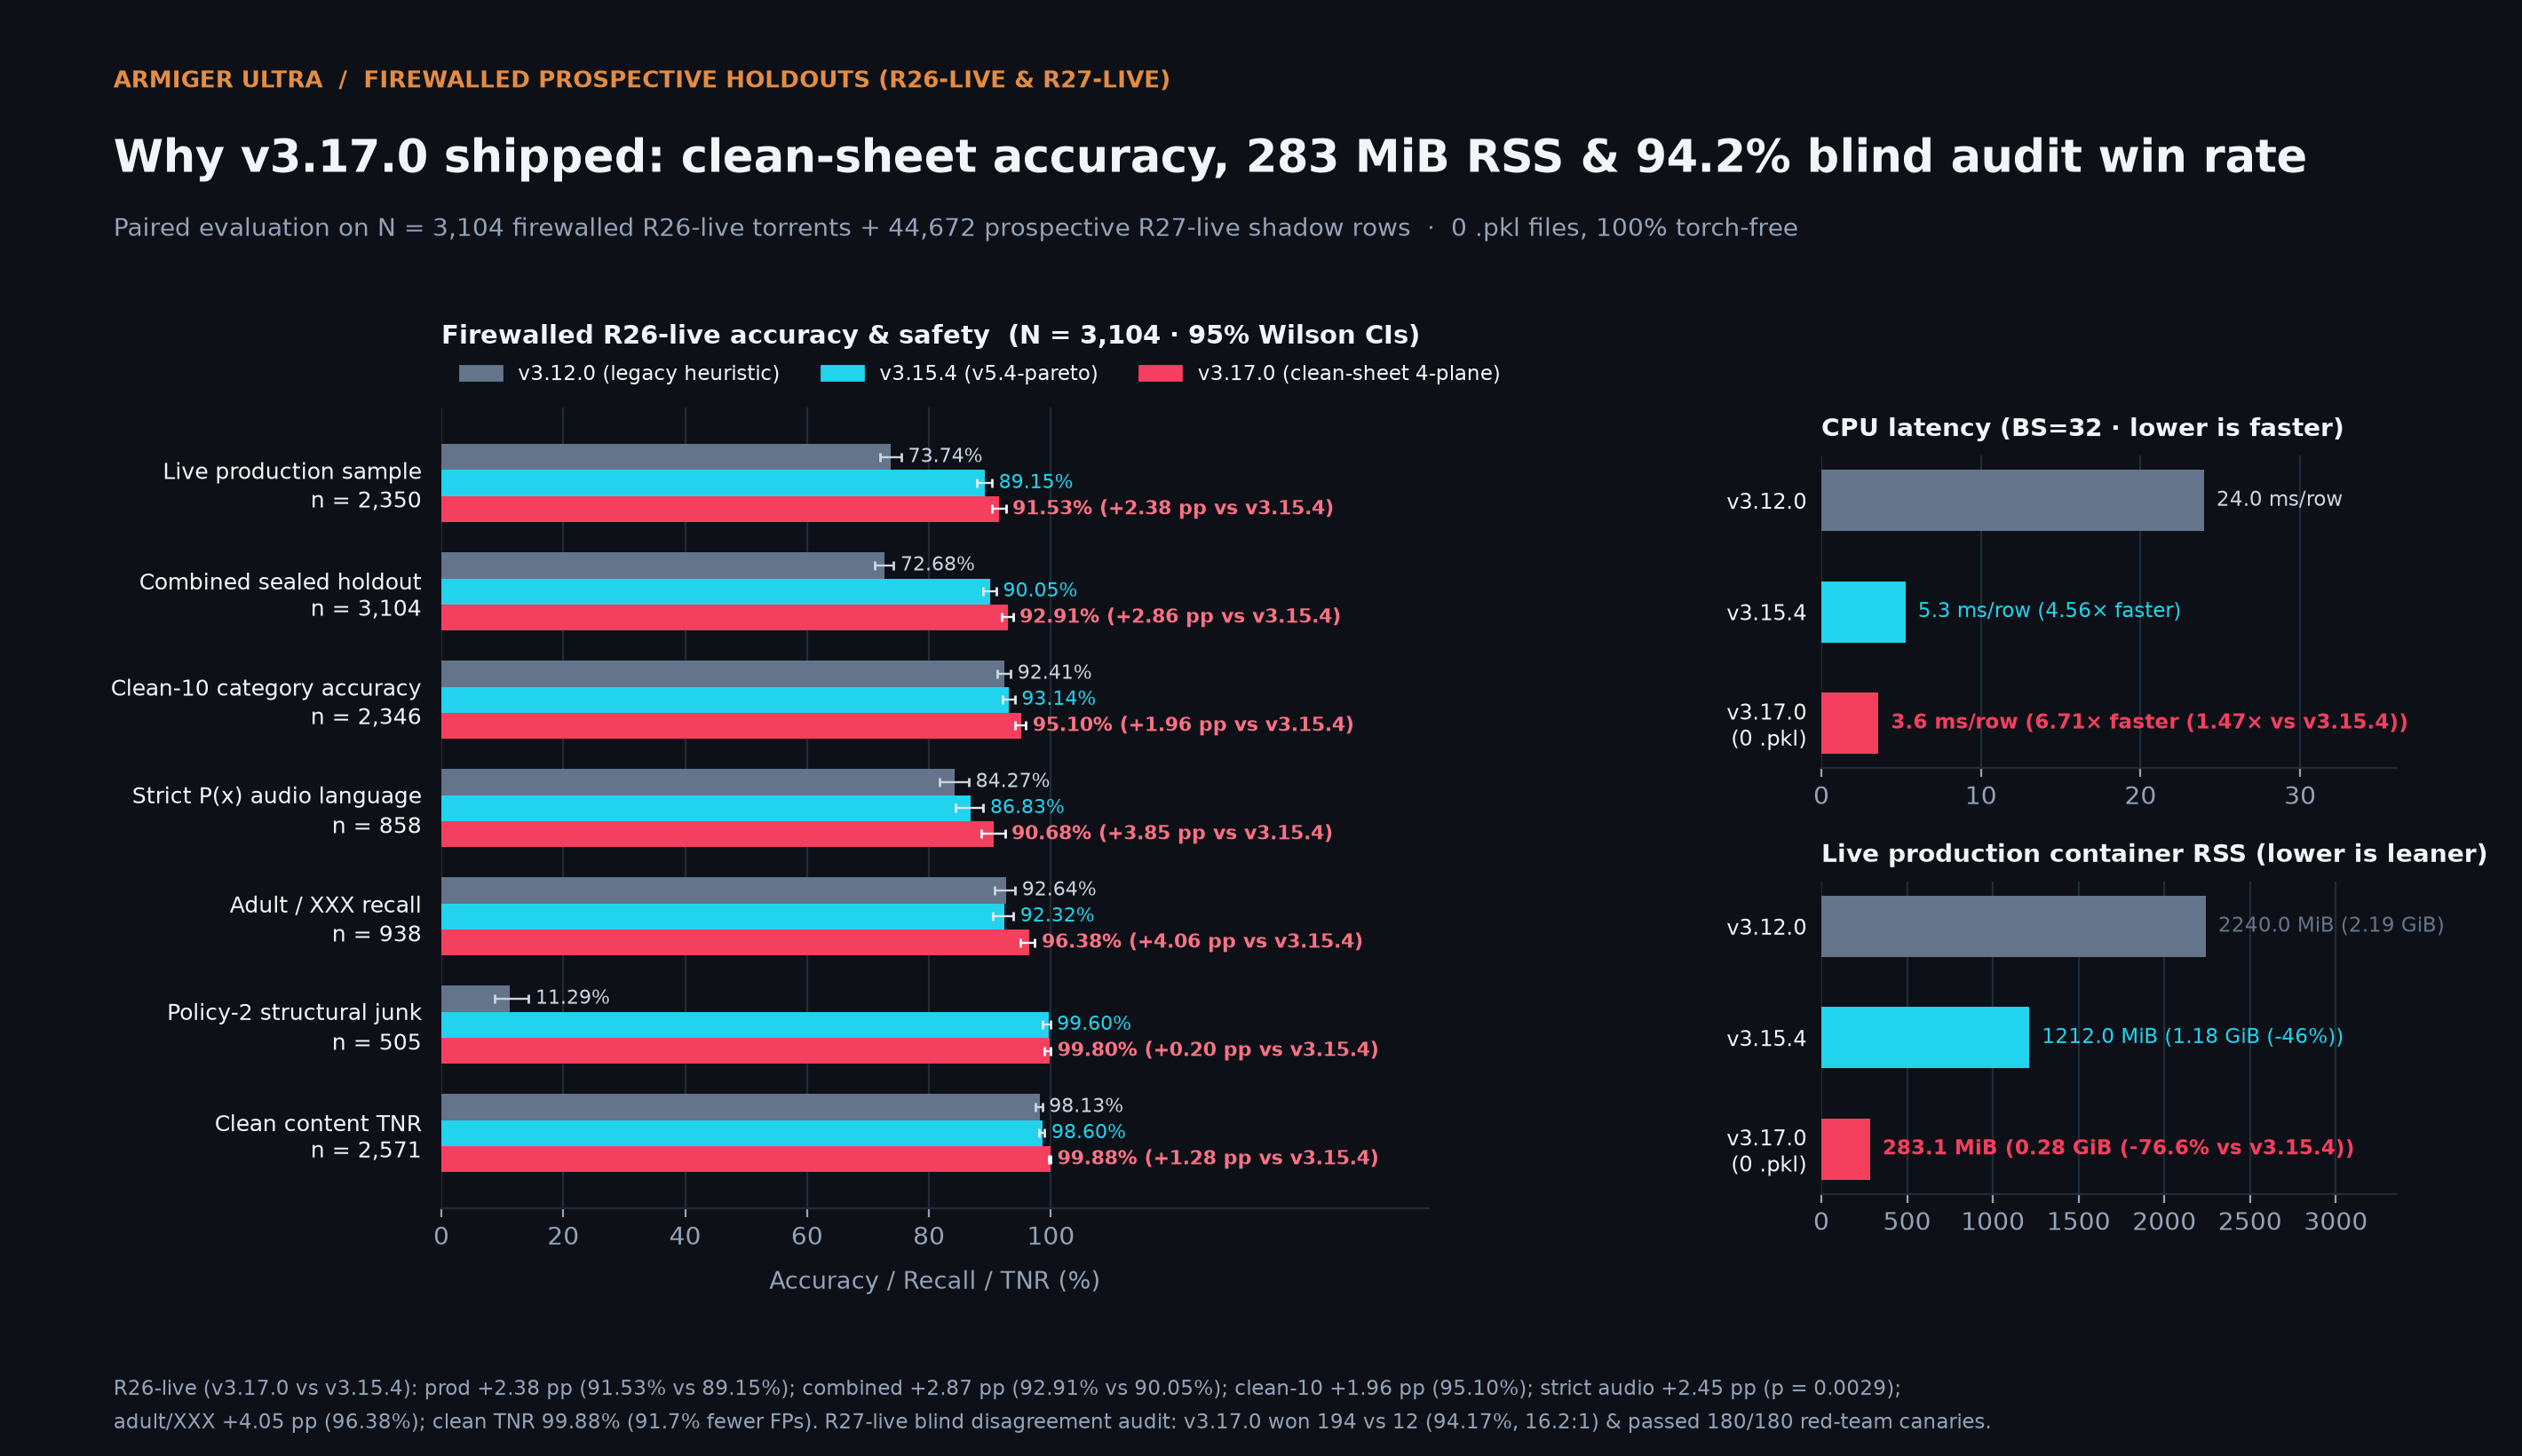 ARMIGER ULTRA / FIREWALLED PROSPECTIVE HOLDOUTS (R26-LIVE & R27-LIVE)
Why v3.17.0 shipped: clean-sheet accuracy, 283 MiB RSS & 94.2% blind audit win rate
Paired evaluation on N = 3,104 firewalled R26-live torrents + 44,672 prospective R27-live shadow rows · 0 .pkl files, 100% torch-free
Firewalled R26-live accuracy & safety (N = 3,104 · 95% Wilson CIs)
v3.12.0 (legacy heuristic)
v3.15.4 (v5.4-pareto)
v3.17.0 (clean-sheet 4-plane)
Live production sample
n = 2,350
73.74%
89.15%
91.53% (+2.38 pp vs v3.15.4)
Combined sealed holdout
n = 3,104
72.68%
90.05%
92.91% (+2.86 pp vs v3.15.4)
Clean-10 category accuracy
n = 2,346
92.41%
93.14%
95.10% (+1.96 pp vs v3.15.4)
Strict P(x) audio language
n = 858
84.27%
86.83%
90.68% (+3.85 pp vs v3.15.4)
Adult / XXX recall
n = 938
92.64%
92.32%
96.38% (+4.06 pp vs v3.15.4)
Policy-2 structural junk
n = 505
11.29%
99.60%
99.80% (+0.20 pp vs v3.15.4)
Clean content TNR
n = 2,571
98.13%
98.60%
99.88% (+1.28 pp vs v3.15.4)
0 20 40 60 80 100
Accuracy / Recall / TNR (%)
CPU latency (BS=32 · lower is faster)
v3.12.0
24.0 ms/row
v3.15.4
5.3 ms/row (4.56× faster)
v3.17.0
(0 .pkl)
3.6 ms/row (6.71× faster (1.47× vs v3.15.4))
0 10 20 30
Live production container RSS (lower is leaner)
v3.12.0
2240.0 MiB (2.19 GiB)
v3.15.4
1212.0 MiB (1.18 GiB (-46%))
v3.17.0
(0 .pkl)
283.1 MiB (0.28 GiB (-76.6% vs v3.15.4))
0 500 1000 1500 2000 2500 3000
R26-live (v3.17.0 vs v3.15.4): prod +2.38 pp (91.53% vs 89.15%); combined +2.87 pp (92.91% vs 90.05%); clean-10 +1.96 pp (95.10%); strict audio +2.45 pp (p = 0.0029);
adult/XXX +4.05 pp (96.38%); clean TNR 99.88% (91.7% fewer FPs). R27-live blind disagreement audit: v3.17.0 won 194 vs 12 (94.17%, 16.2:1) & passed 180/180 red-team canaries.